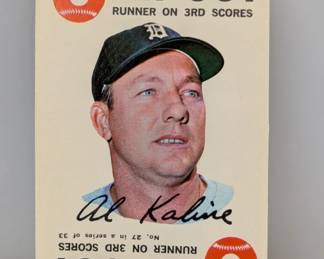 RUNNER ON 3RD SCORES
D
Al Kaline
No. 27 in a series of 33
RUNNER ON 3RD SCORES